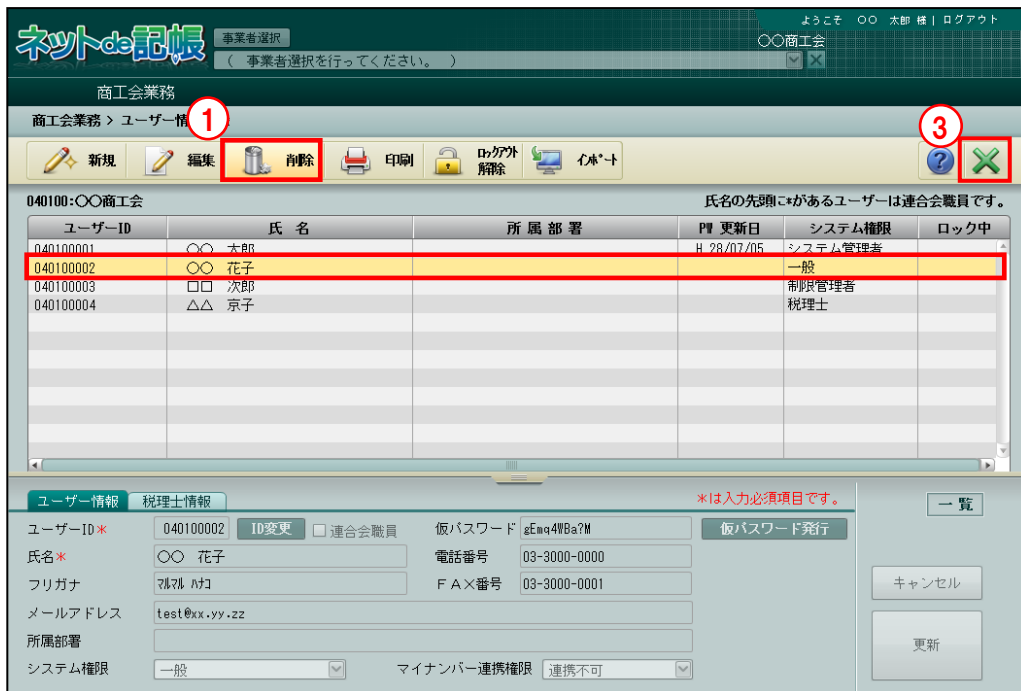 ようこそ ○○ 太郎 様 | ログアウト
ネットde記帳
事業者選択
○○商工会
( 事業者選択を行ってください。 )
商工会業務
商工会業務 > ユーザー情
1
3
新規
編集
削除
印刷
ﾛｯｸｱｳﾄ
解除
ｲﾝﾎﾟｰﾄ
040100:○○商工会
氏名の先頭に*があるユーザーは連合会職員です。
ユーザーID 氏 名 所 属 部 署 PW 更新日 システム権限 ロック中
040100001 ○○ 太郎 H 28/07/05 システム管理者
040100002 ○○ 花子 一般
040100003 □□ 次郎 制限管理者
040100004 △△ 京子 税理士
ユーザー情報 税理士情報
*は入力必須項目です。
一 覧
ユーザーID* 040100002 ID変更 連合会職員 仮パスワード gEmq4WBa?M 仮パスワード発行
氏名* ○○ 花子 電話番号 03-3000-0000
フリガナ ﾏﾙﾏﾙ ﾊﾅｺ FAX番号 03-3000-0001
キャンセル
メールアドレス test@xx.yy.zz
所属部署
更新
システム権限 一般 マイナンバー連携権限 連携不可